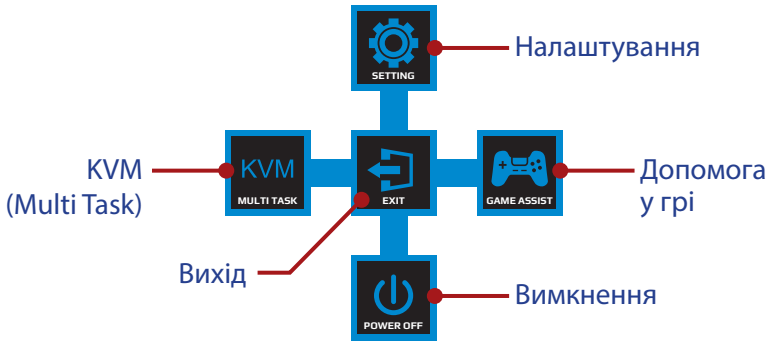 SETTING
Налаштування
KVM
(Multi Task)
KVM
MULTI TASK
EXIT
GAME ASSIST
Допомога
у грі
Вихід
POWER OFF
Вимкнення